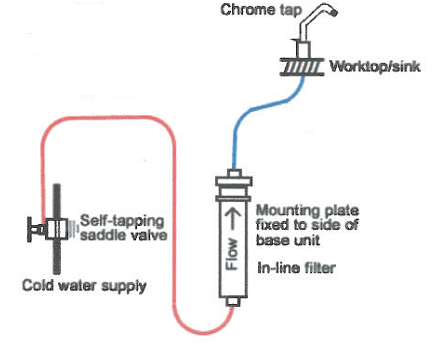 Chrome tap
Worktop/sink
Self-tapping
saddle valve
Cold water supply
Mounting plate
fixed to side of
base unit
Flow
In-line filter